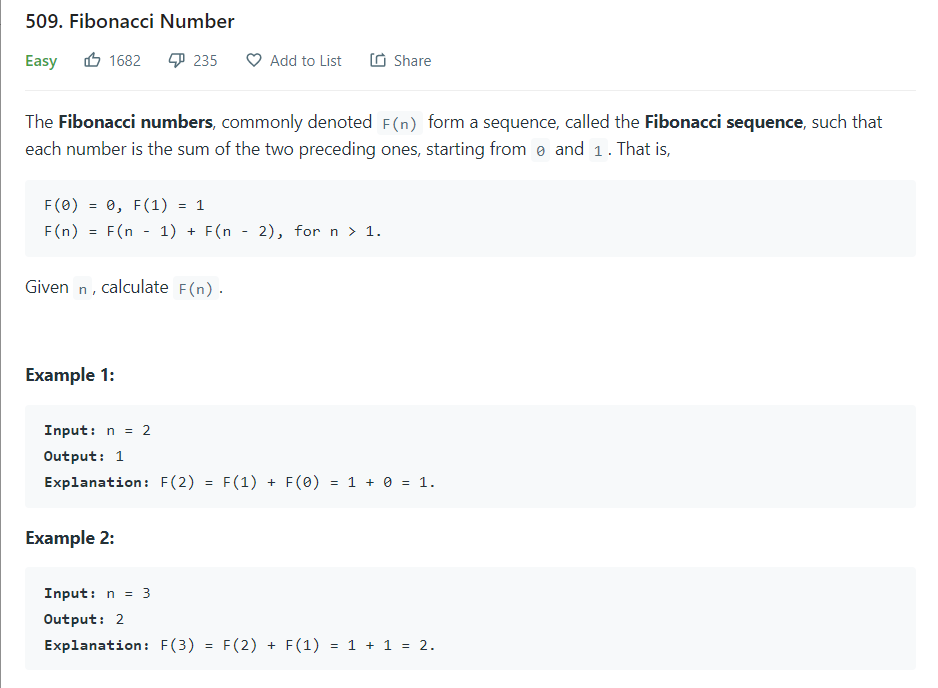 509. Fibonacci Number
Easy 1682 235 Add to List Share
The Fibonacci numbers, commonly denoted F(n) form a sequence, called the Fibonacci sequence, such that
each number is the sum of the two preceding ones, starting from 0 and 1. That is,
F(0) = 0, F(1) = 1
F(n) = F(n - 1) + F(n - 2), for n > 1.
Given n, calculate F(n).
Example 1:
Input: n = 2
Output: 1
Explanation: F(2) = F(1) + F(0) = 1 + 0 = 1.
Example 2:
Input: n = 3
Output: 2
Explanation: F(3) = F(2) + F(1) = 1 + 1 = 2.